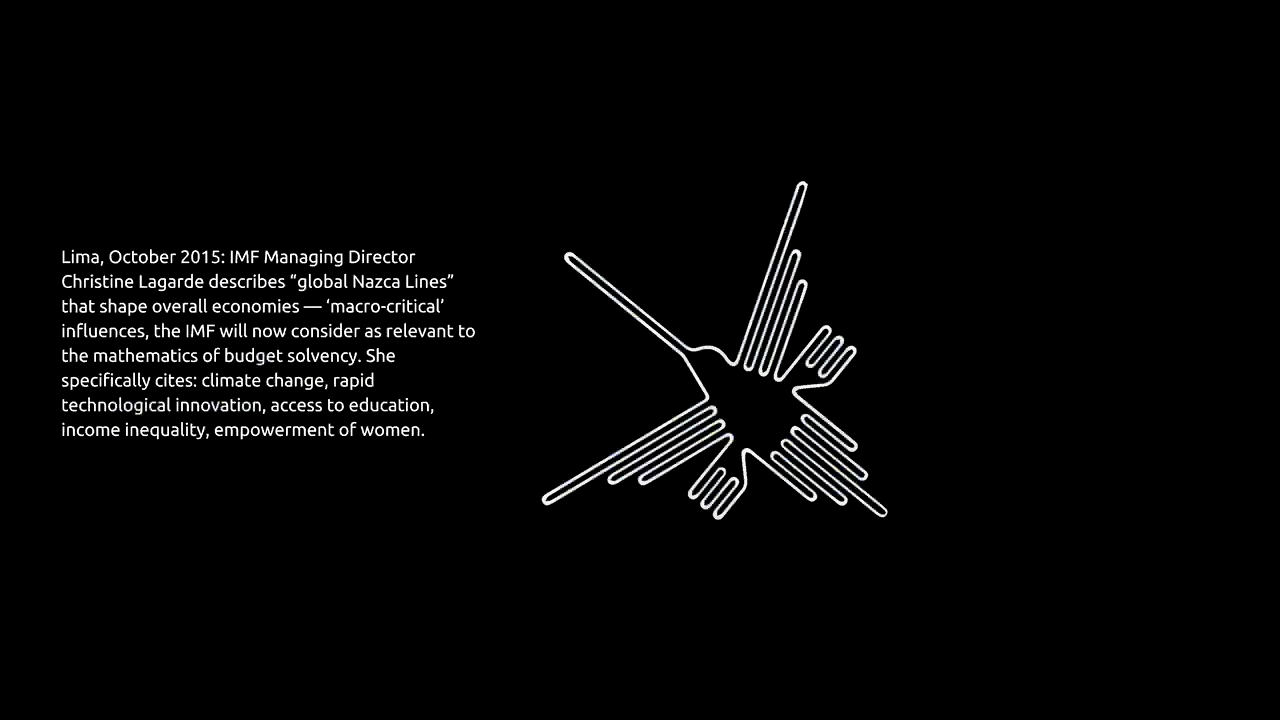 Lima, October 2015: IMF Managing Director
Christine Lagarde describes “global Nazca Lines”
that shape overall economies — ‘macro-critical’
influences, the IMF will now consider as relevant to
the mathematics of budget solvency. She
specifically cites: climate change, rapid
technological innovation, access to education,
income inequality, empowerment of women.